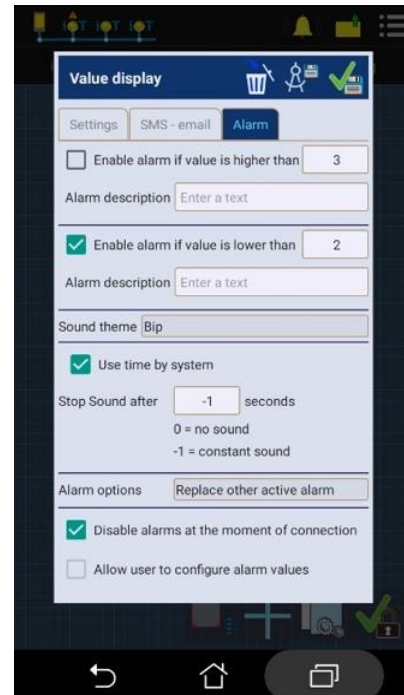 IOT IOT IOT
Value display
Settings SMS - email Alarm
Enable alarm if value is higher than 3
Alarm description Enter a text
Enable alarm if value is lower than 2
Alarm description Enter a text
Sound theme Bip
Use time by system
Stop Sound after -1 seconds
0 = no sound
-1 = constant sound
Alarm options Replace other active alarm
Disable alarms at the moment of connection
Allow user to configure alarm values